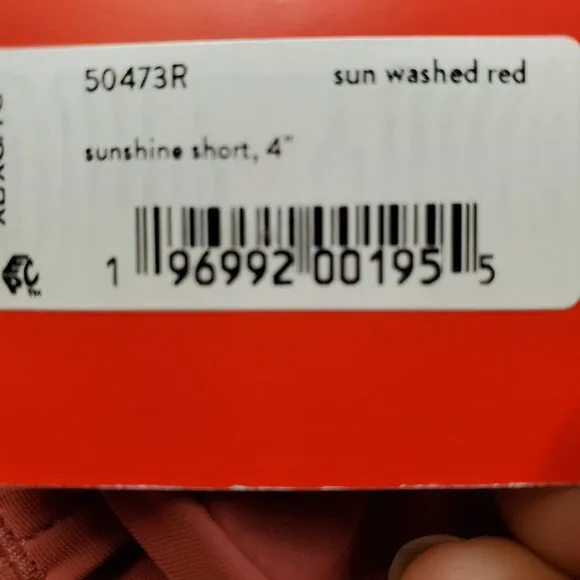 50473R sun washed red
sunshine short, 4"
1 96992 00195 5